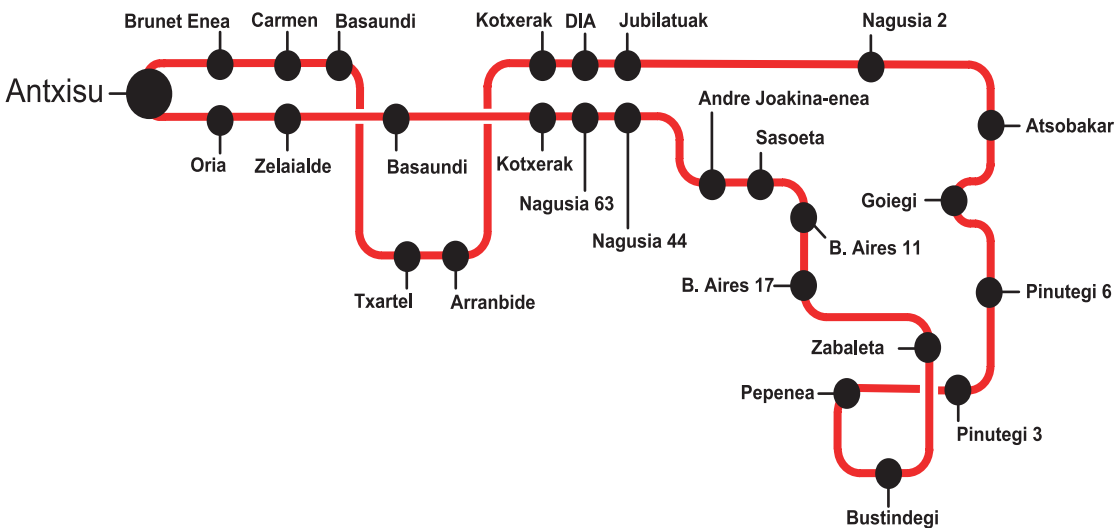 Brunet Enea
Carmen
Basaundi
Kotxerak
DIA
Jubilatuak
Nagusia 2
Antxisu
Andre Joakina-enea
Atsobakar
Sasoeta
Oria
Zelaialde
Basaundi
Kotxerak
Nagusia 63
Nagusia 44
Goiegi
B. Aires 11
B. Aires 17
Pinutegi 6
Txartel
Arranbide
Zabaleta
Pepenea
Pinutegi 3
Bustindegi